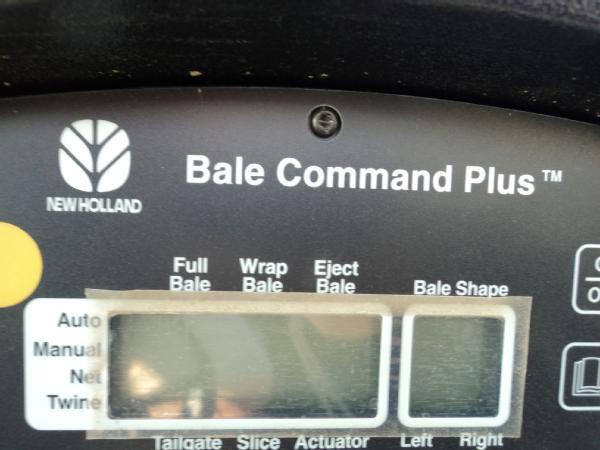 Bale Command Plus™
NEW HOLLAND
Full Bale
Wrap Bale
Eject Bale
Bale Shape
Auto
Manual
Net
Twine
Tailgate Slice Actuator
Left Right